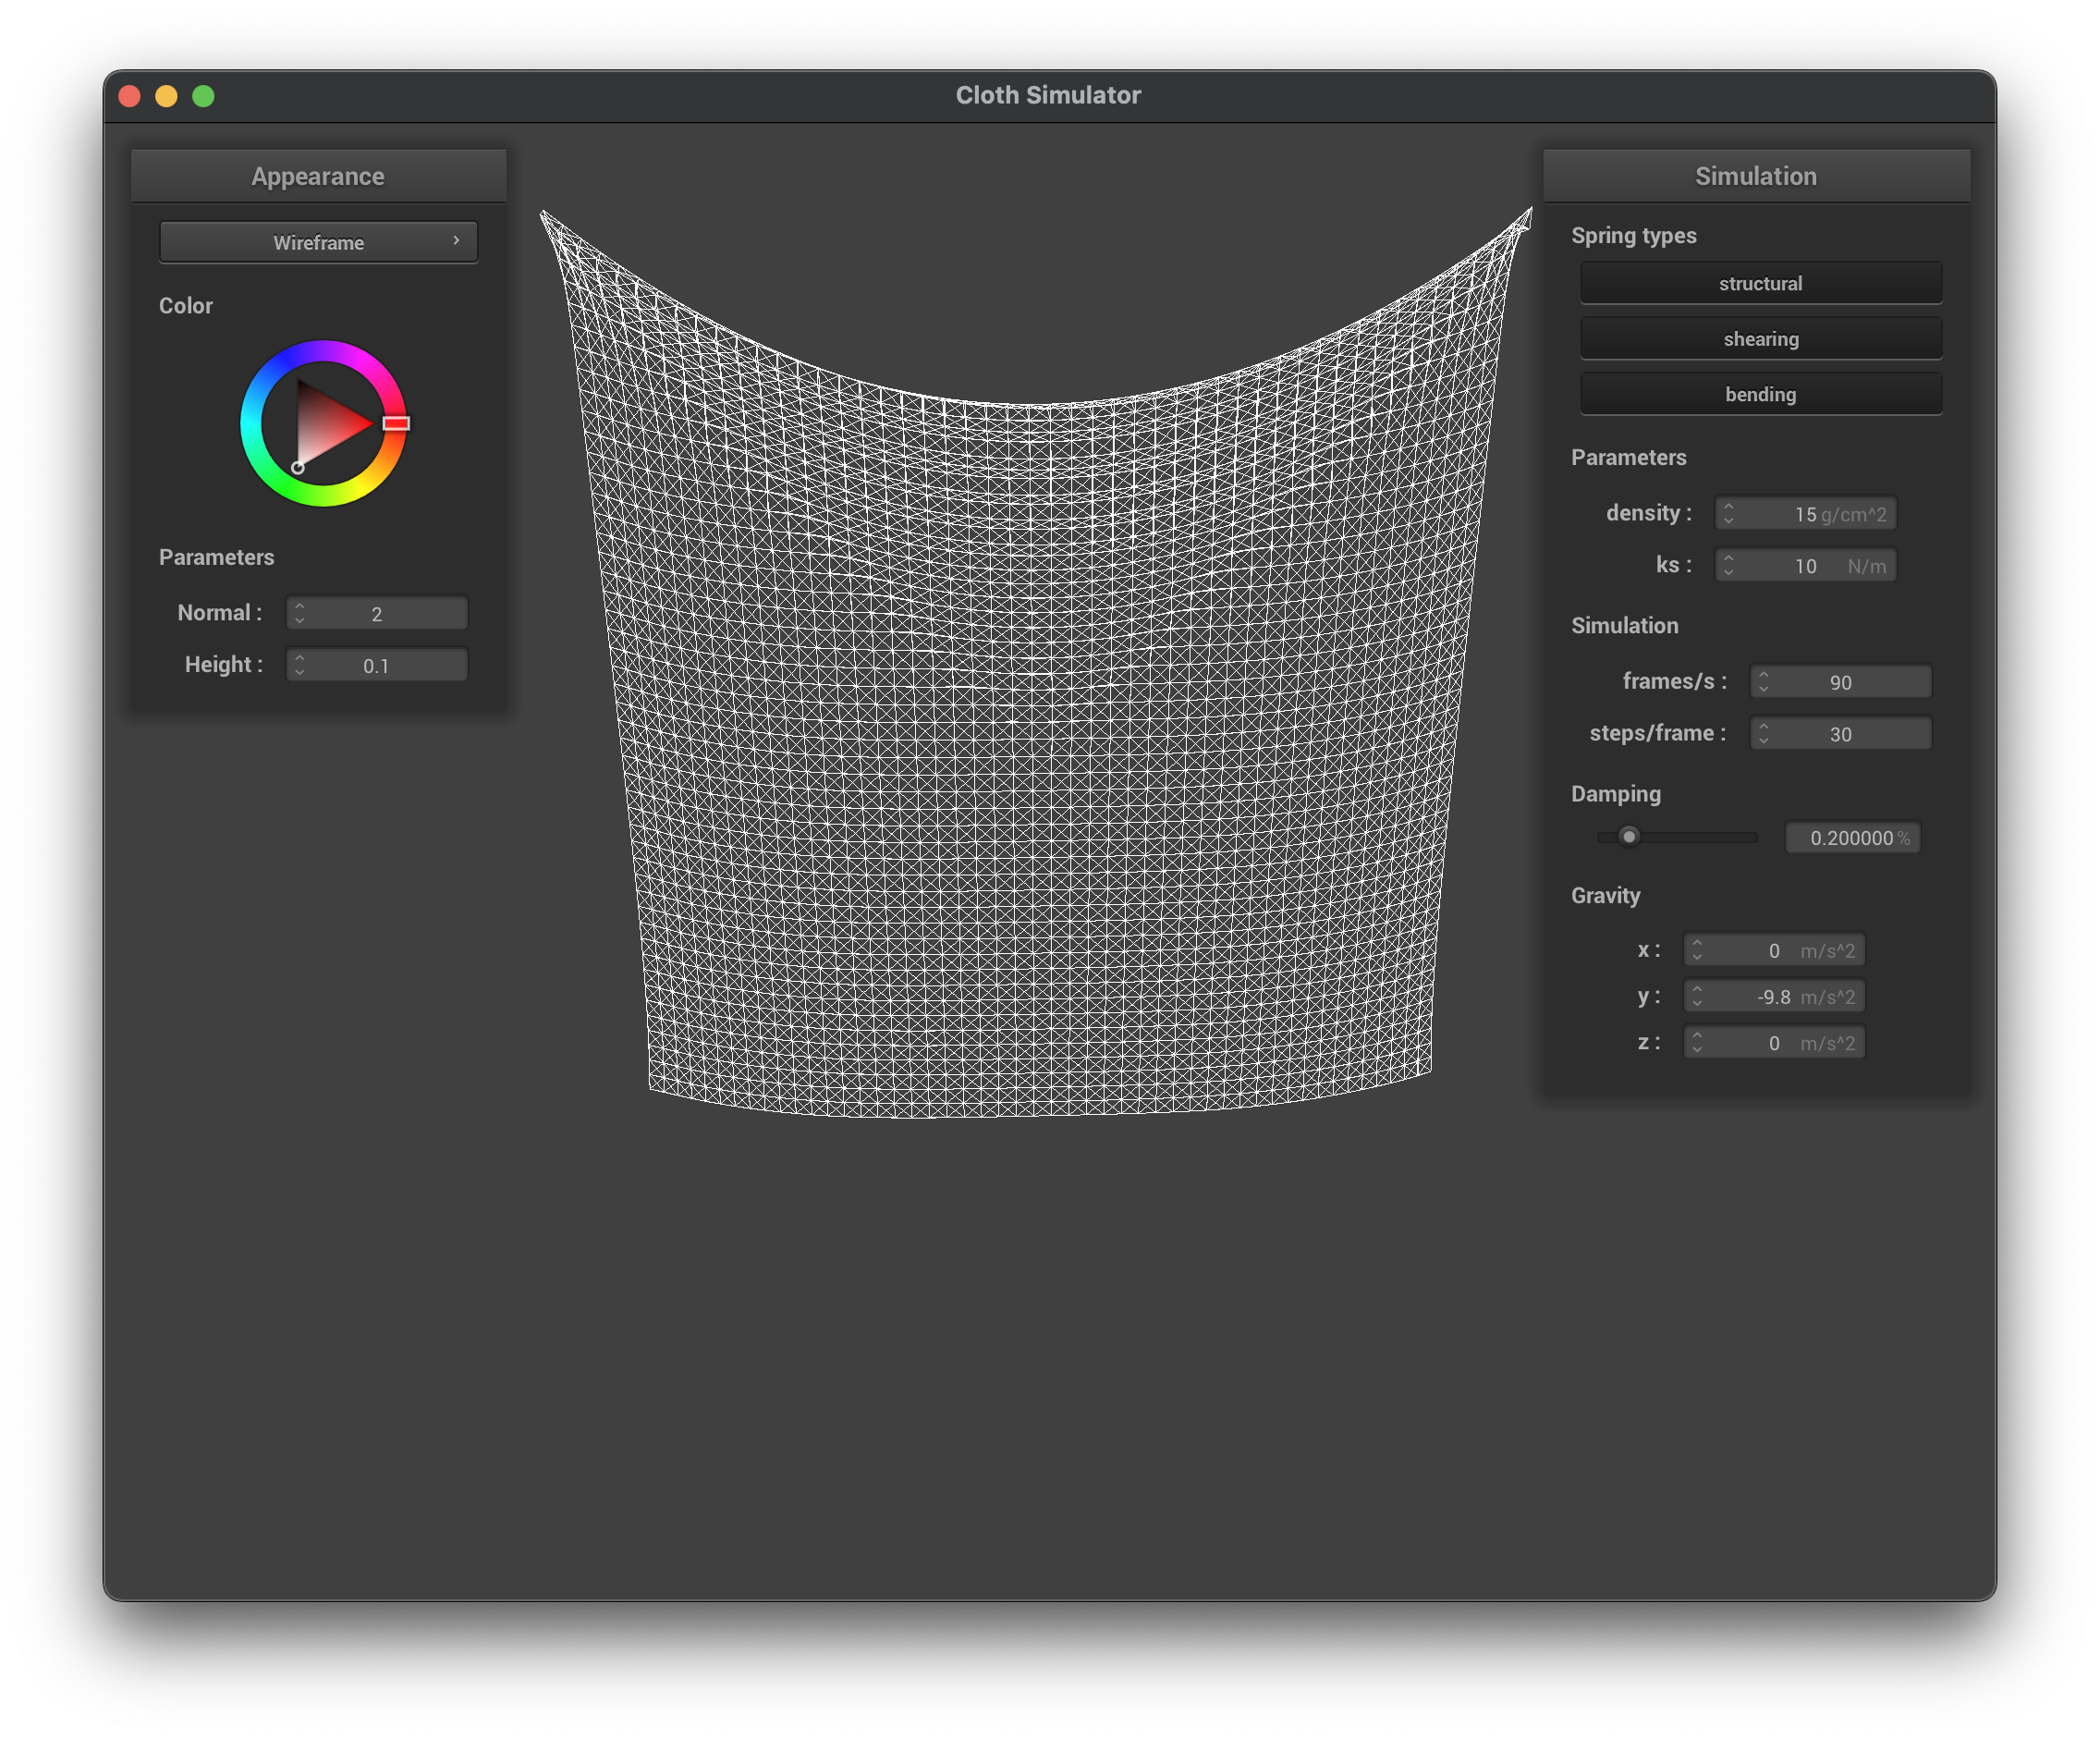 Cloth Simulator
Appearance
Wireframe
Color
Parameters
Normal : 2
Height : 0.1
Simulation
Spring types
structural
shearing
bending
Parameters
density : 15 g/cm^2
ks : 10 N/m
Simulation
frames/s : 90
steps/frame : 30
Damping
0.200000 %
Gravity
x : 0 m/s^2
y : -9.8 m/s^2
z : 0 m/s^2